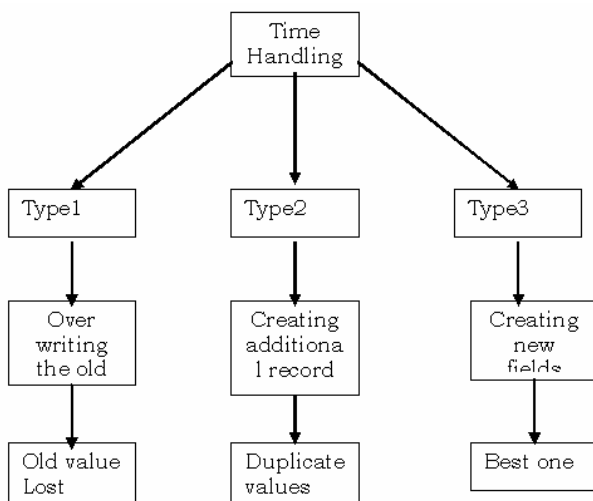 Time
Handling
Type1
Type2
Type3
Over
writing
the old
Creating
additiona
l record
Creating
new
fields
Old value
Lost
Duplicate
values
Best one